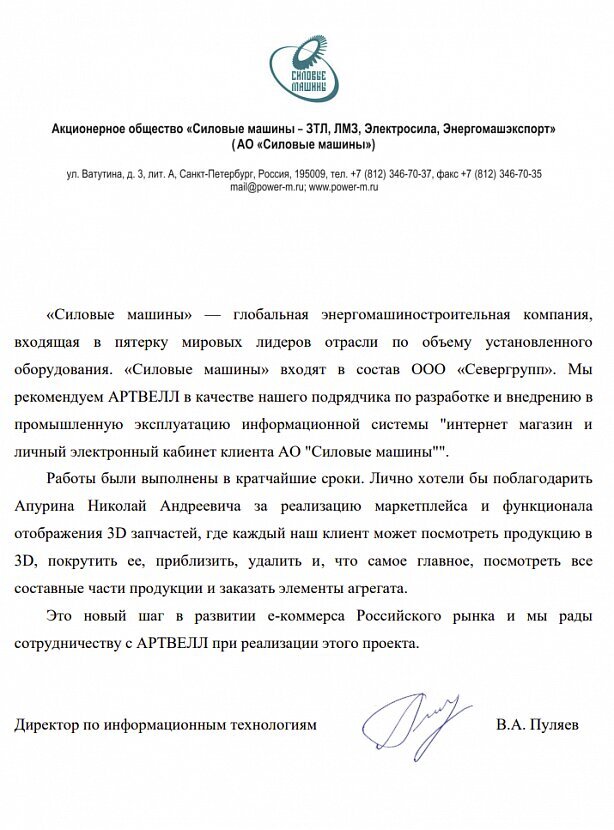 СИЛОВЫЕ
МАШИНЫ
Акционерное общество «Силовые машины – ЗТЛ, ЛМЗ, Электросила, Энергомашэкспорт»
(АО «Силовые машины»)
ул. Ватутина, д. 3, лит. А, Санкт-Петербург, Россия, 195009, тел. +7 (812) 346-70-37, факс +7 (812) 346-70-35
mail@power-m.ru; www.power-m.ru
«Силовые машины» — глобальная энергомашиностроительная компания,
входящая в пятерку мировых лидеров отрасли по объему установленного
оборудования. «Силовые машины» входят в состав ООО «Севергрупп». Мы
рекомендуем АРТВЕЛЛ в качестве нашего подрядчика по разработке и внедрению в
промышленную эксплуатацию информационной системы "интернет магазин и
личный электронный кабинет клиента АО "Силовые машины"".
Работы были выполнены в кратчайшие сроки. Лично хотели бы поблагодарить
Апурина Николай Андреевича за реализацию маркетплейса и функционала
отображения 3D запчастей, где каждый наш клиент может посмотреть продукцию в
3D, покрутить ее, приблизить, удалить и, что самое главное, посмотреть все
составные части продукции и заказать элементы агрегата.
Это новый шаг в развитии е-коммерса Российского рынка и мы рады
сотрудничеству с АРТВЕЛЛ при реализации этого проекта.
Директор по информационным технологиям В.А. Пуляев